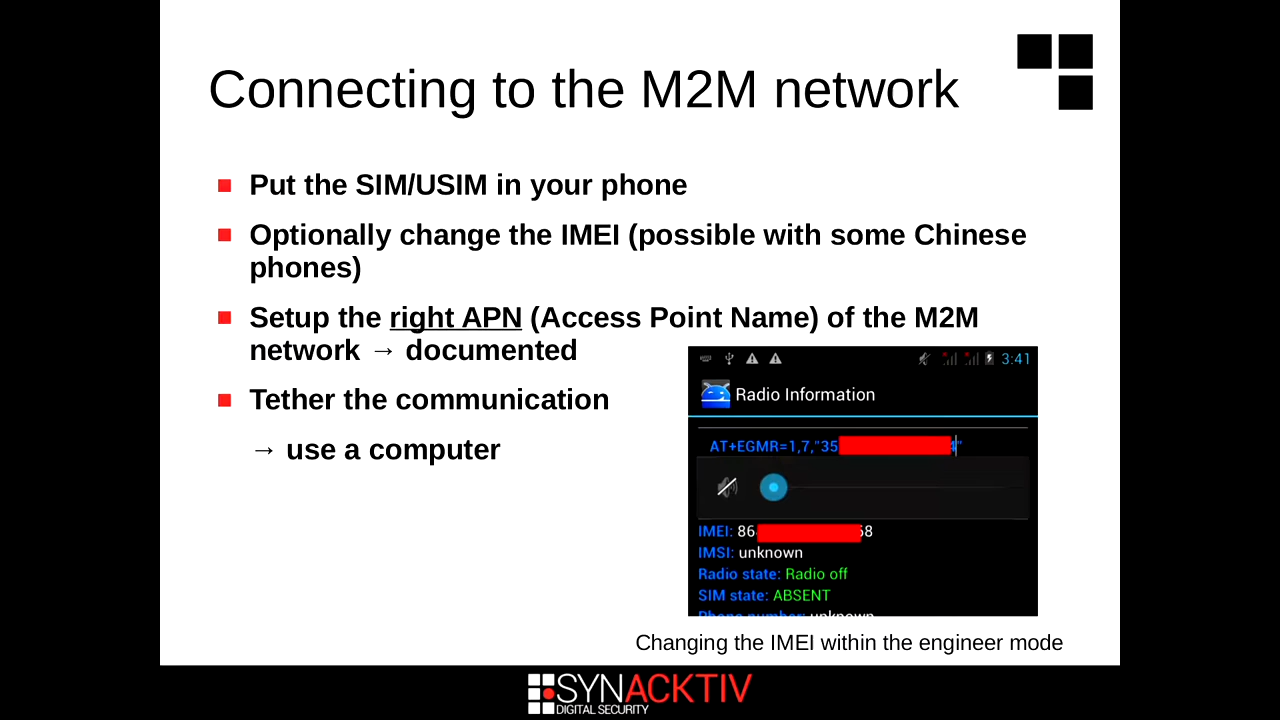 Connecting to the M2M network
Put the SIM/USIM in your phone
Optionally change the IMEI (possible with some Chinese
phones)
Setup the right APN (Access Point Name) of the M2M
network → documented
Tether the communication
→ use a computer
3:41
Radio Information
AT+EGMR=1,7,"35 4"
IMEI: 86 68
IMSI: unknown
Radio state: Radio off
SIM state: ABSENT
Phone number: unknown
Changing the IMEI within the engineer mode
SYNACKTIV
DIGITAL SECURITY